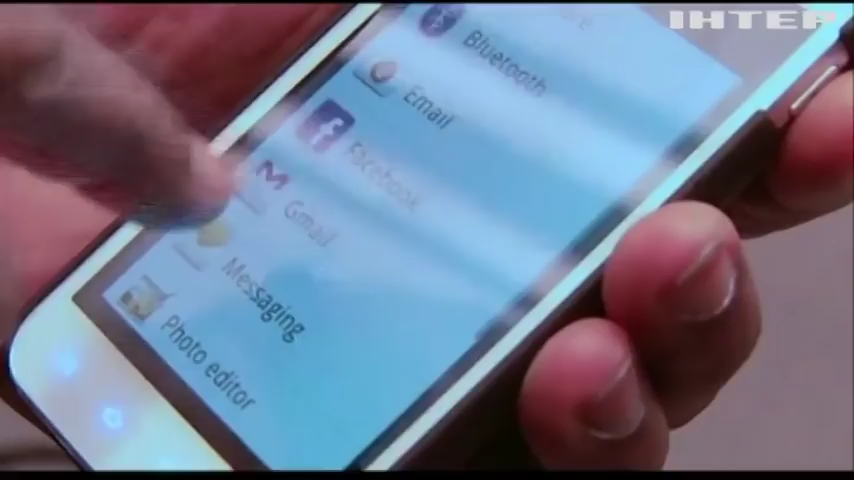 ІНТЕР
Bluetooth
Email
Facebook
Gmail
Messaging
Photo editor